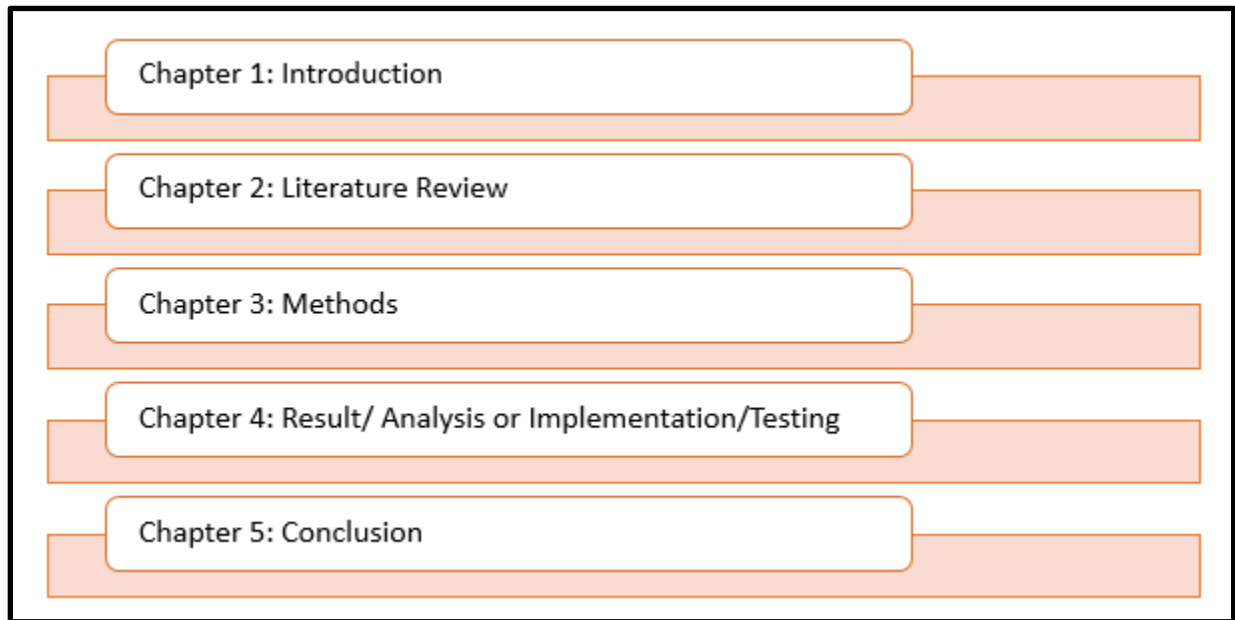 Chapter 1: Introduction
Chapter 2: Literature Review
Chapter 3: Methods
Chapter 4: Result/ Analysis or Implementation/Testing
Chapter 5: Conclusion